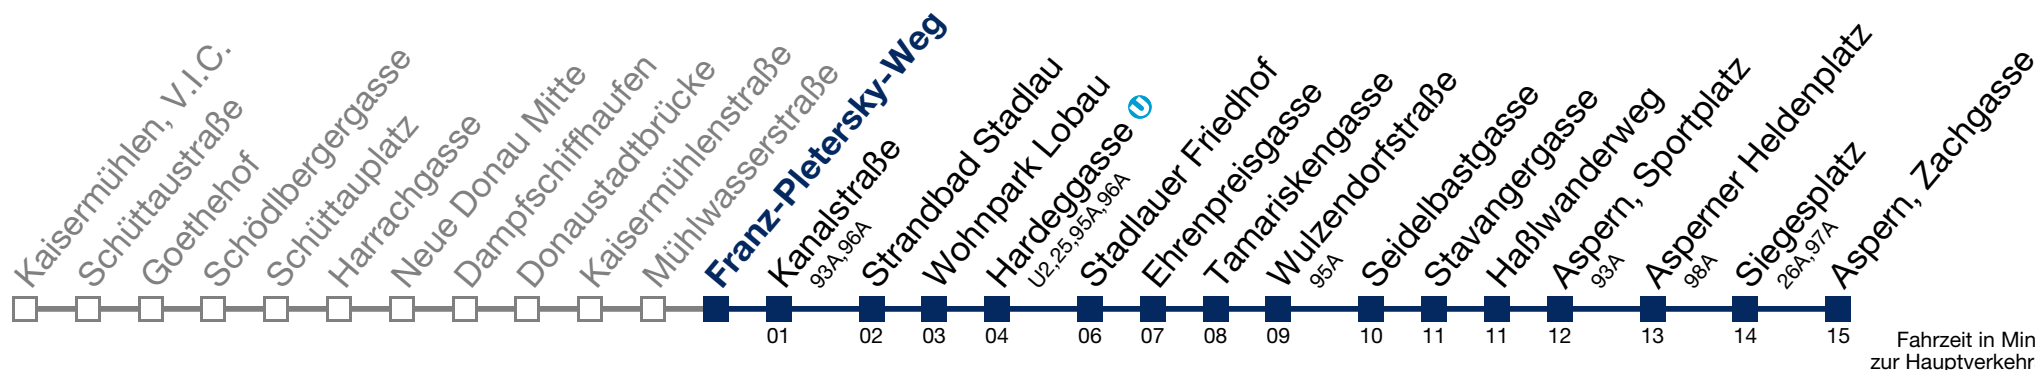 Kaisermühlen, V.I.C.
Schüttaustraße
Goethehof
Schödlbergergasse
Schüttauplatz
Harrachgasse
Neue Donau Mitte
Dampfschiffhaufen
Donaustadtbrücke
Kaisermühlenstraße
Mühlwasserstraße
Franz-Pletersky-Weg
Kanalstraße
93A,96A
Strandbad Stadlau
Wohnpark Lobau
Hardeggasse U
U2,25,95A,96A
Stadlauer Friedhof
Ehrenpreisgasse
Tamariskengasse
Wulzendorfstraße
95A
Seidelbastgasse
Stavangergasse
Haßlwanderweg
Aspern, Sportplatz
93A
Asperner Heldenplatz
98A
Siegesplatz
26A,97A
Aspern, Zachgasse
01 02 03 04 06 07 08 09 10 11 11 12 13 14 15
Fahrzeit in Min
zur Hauptverkehr